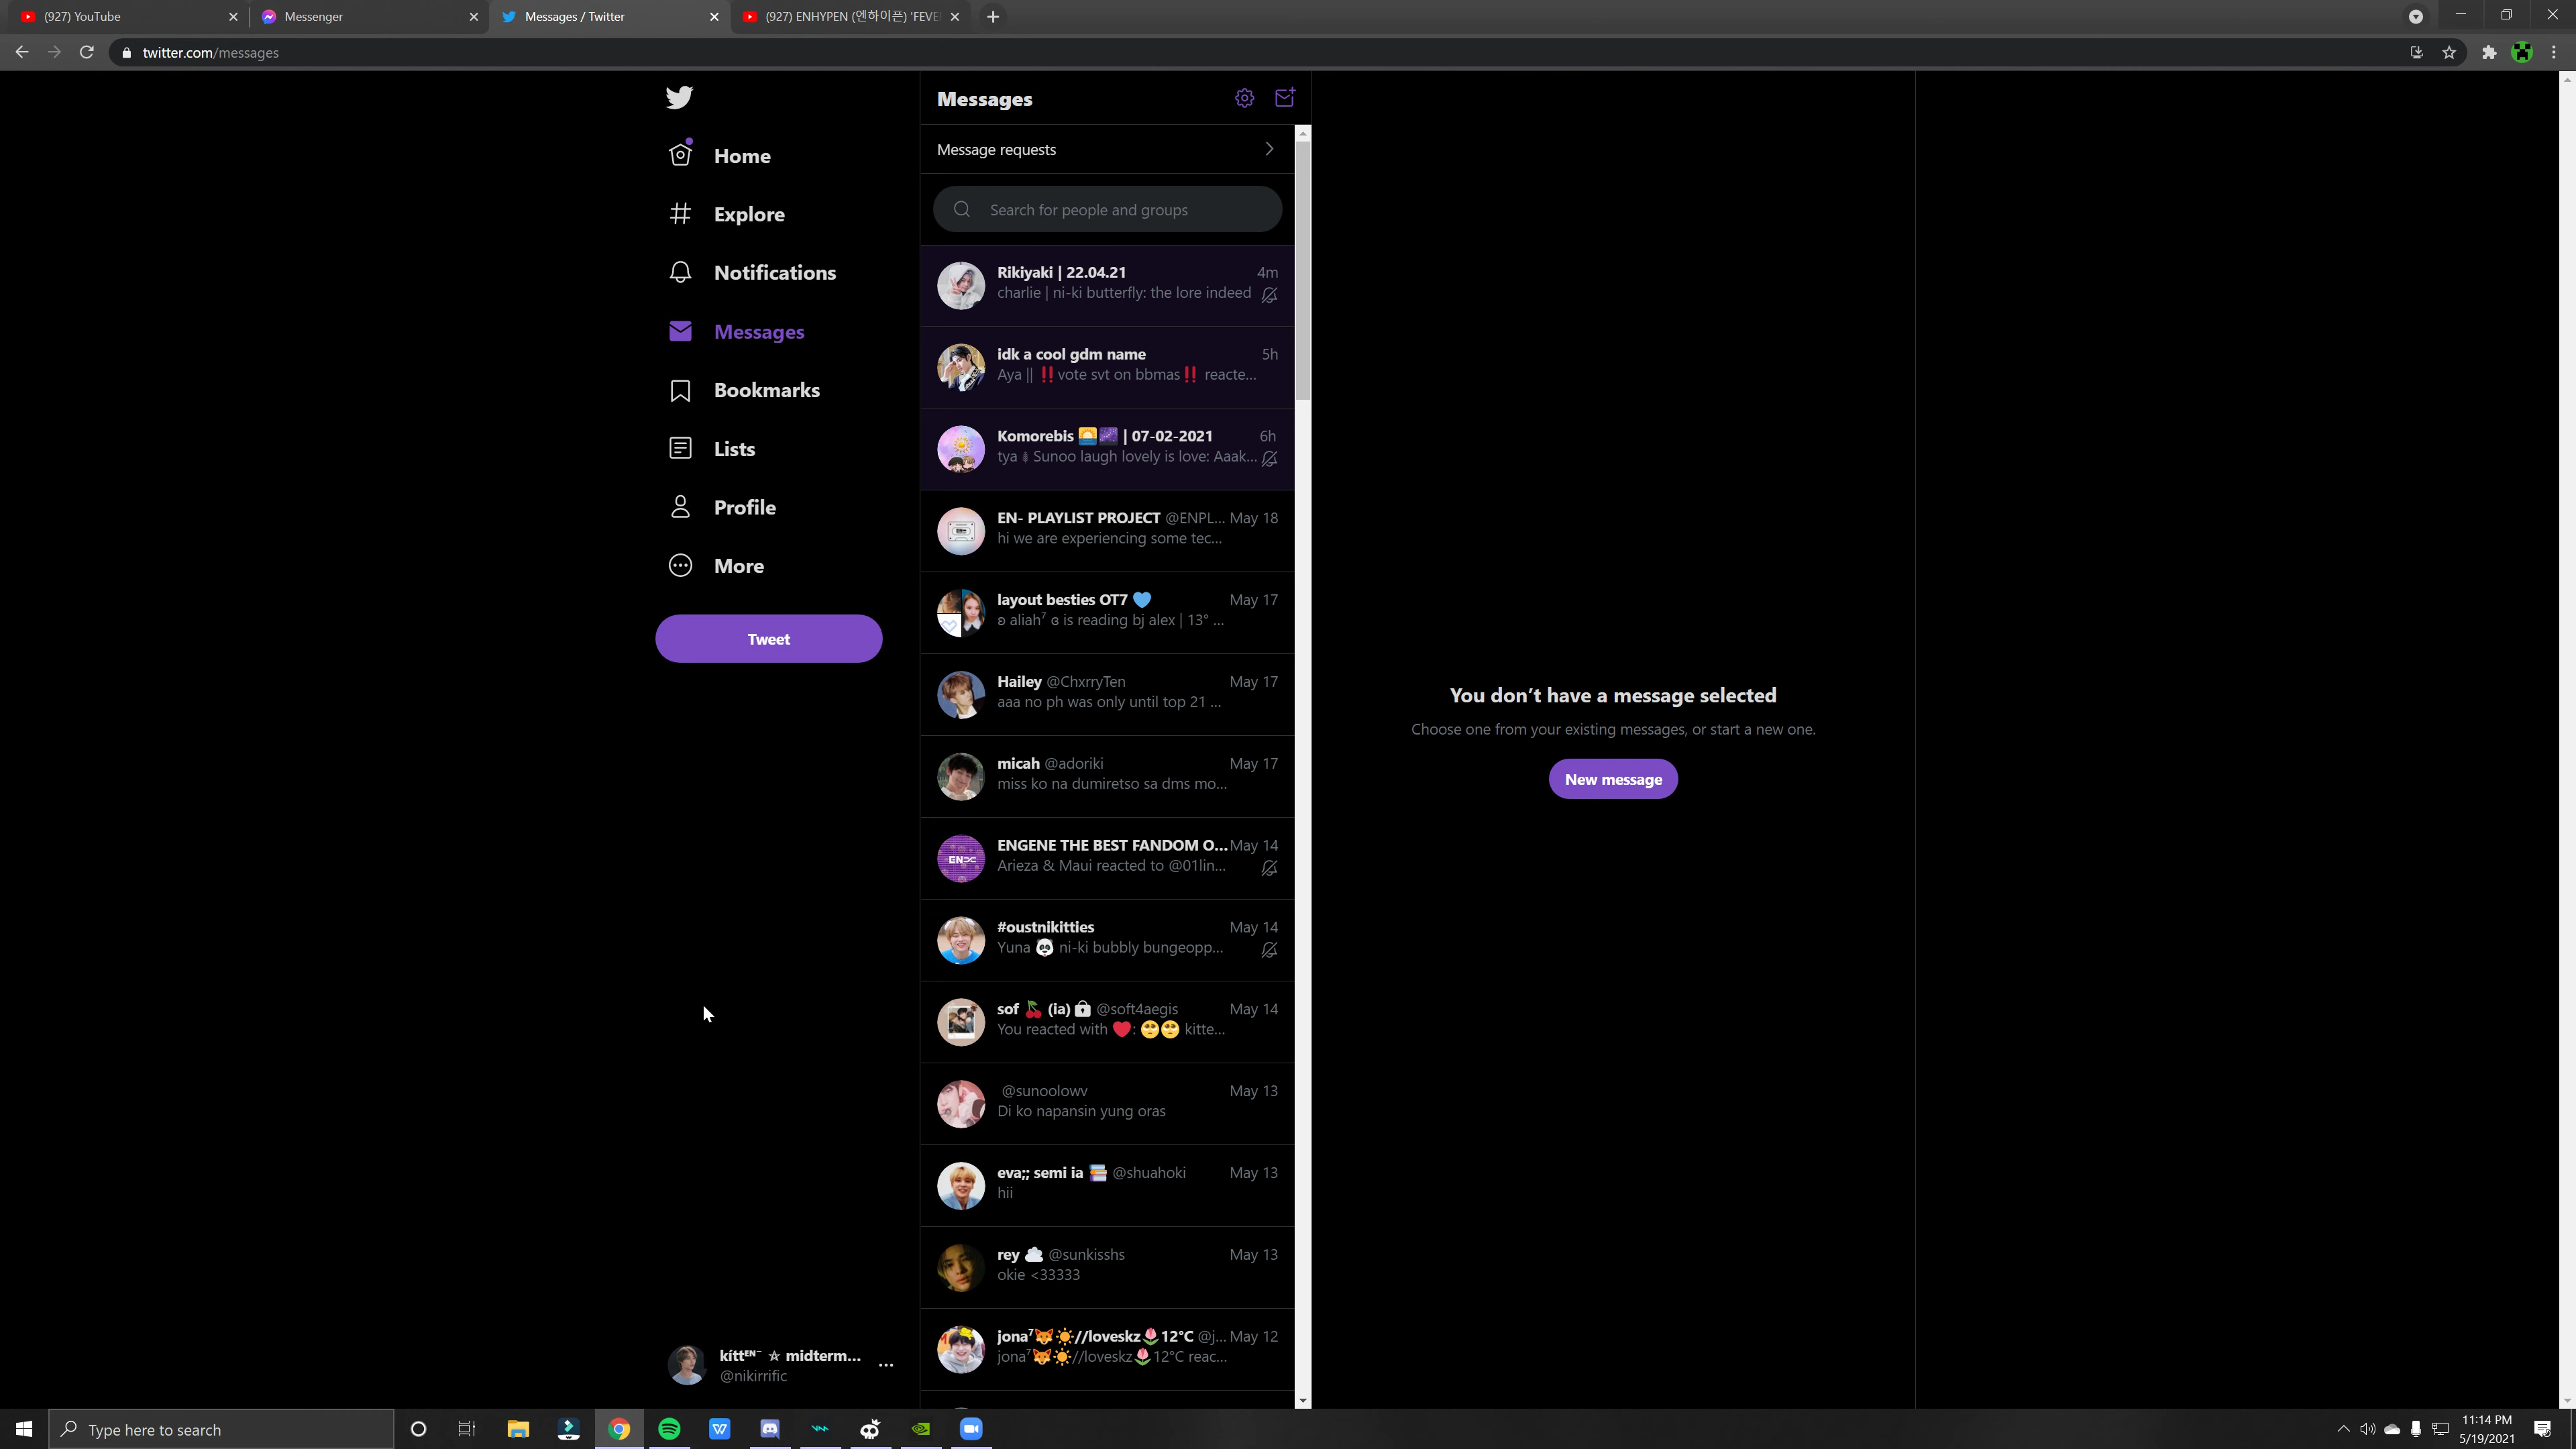 (927) YouTube
Messenger
Messages / Twitter
(927) ENHYPEN (엔하이픈) 'FEVE
twitter.com/messages
Home
Explore
Notifications
Messages
Bookmarks
Lists
Profile
More
Tweet
kíttᴱᴺ⁻ ☆ midterm...
@nikirrific
Messages
Message requests
Search for people and groups
Rikiyaki | 22.04.21 4m
charlie | ni-ki butterfly: the lore indeed
idk a cool gdm name 5h
Aya || ‼️vote svt on bbmas‼️ reacte...
Komorebis 🌅🌌 | 07-02-2021 6h
Sunoo laugh lovely is love: Aaak...
EN- PLAYLIST PROJECT @ENPL... May 18
hi we are experiencing some tec...
layout besties OT7 💙 May 17
ʚ aliah⁷ ɞ is reading bj alex | 13° ...
Hailey @ChxrryTen May 17
aaa no ph was only until top 21 ...
micah @adoriki May 17
miss ko na dumiretso sa dms mo...
ENGENE THE BEST FANDOM O... May 14
Arieza & Maui reacted to @01lin...
#oustnikitties May 14
Yuna 🐼 ni-ki bubbly bungeopp...
sof 🍒 (ia) @soft4aegis May 14
You reacted with ❤️: 🥺🥺 kitte...
@sunoolowv May 13
Di ko napansin yung oras
eva;; semi ia 📚 @shuahoki May 13
hii
rey ☁️ @sunkisshs May 13
okie <33333
jona⁷🦊☀️//loveskz🌷12°C @j... May 12
jona⁷🦊☀️//loveskz🌷12°C reac...
EN
You don't have a message selected
Choose one from your existing messages, or start a new one.
New message
Type here to search
11:14 PM
5/19/2021